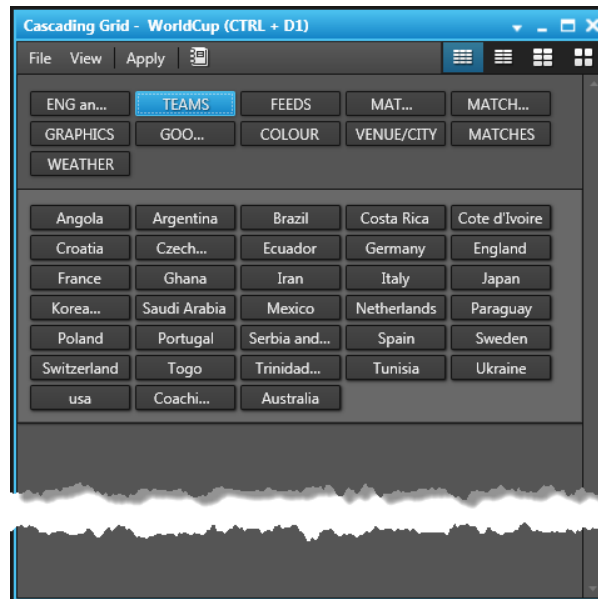 Cascading Grid - WorldCup (CTRL + D1)
File View Apply
ENG an... TEAMS FEEDS MAT... MATCH...
GRAPHICS GOO... COLOUR VENUE/CITY MATCHES
WEATHER
Angola Argentina Brazil Costa Rica Cote d'Ivoire
Croatia Czech... Ecuador Germany England
France Ghana Iran Italy Japan
Korea... Saudi Arabia Mexico Netherlands Paraguay
Poland Portugal Serbia and... Spain Sweden
Switzerland Togo Trinidad... Tunisia Ukraine
usa Coachi... Australia